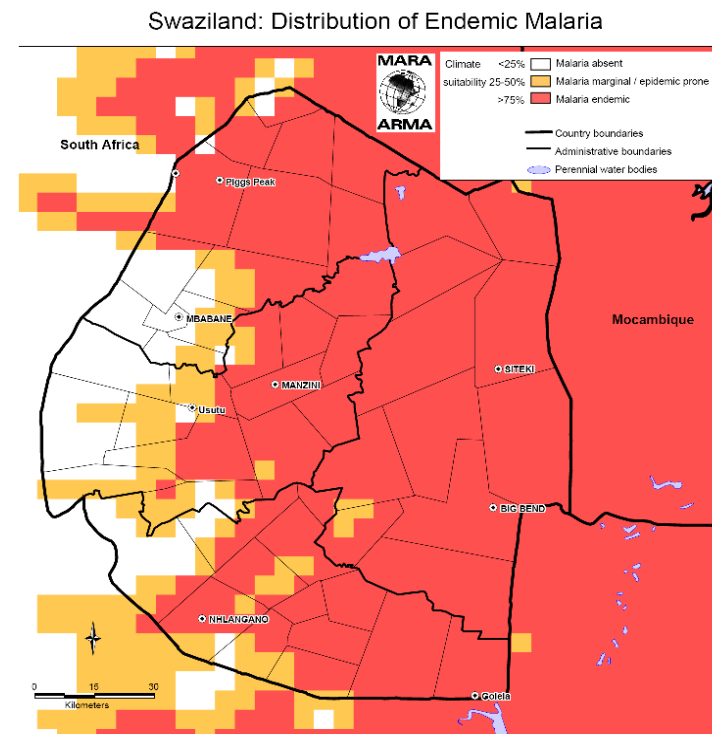 Swaziland: Distribution of Endemic Malaria
MARA
ARMA
Climate <25% Malaria absent
suitability 25-50% Malaria marginal / epidemic prone
>75% Malaria endemic
Country boundaries
Administrative boundaries
Perennial water bodies
South Africa
Piggs Peak
MBABANE
Mocambique
SITEKI
MANZINI
Usutu
BIG BEND
NHLANGANO
Golela
0 15 30
Kilometers